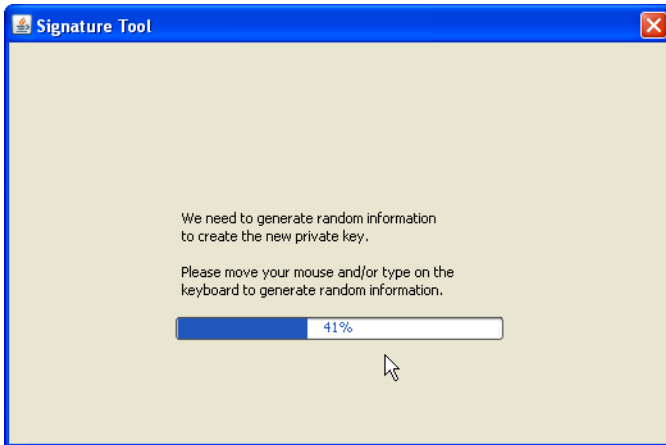 Signature Tool
We need to generate random information
to create the new private key.
Please move your mouse and/or type on the
keyboard to generate random information.
41%